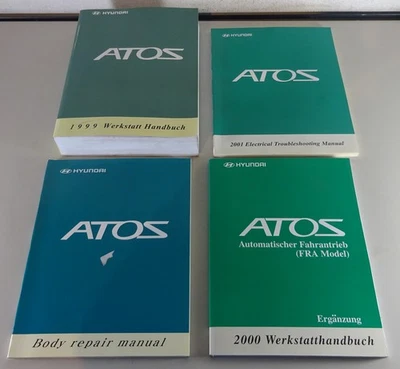 HYUNDAI
ATOS
1999 Werkstatt Handbuch
HYUNDAI
ATOS
2001 Electrical Troubleshooting Manual
HYUNDAI
ATOS
Body repair manual
HYUNDAI
ATOS
Automatischer Fahrantrieb
(FRA Model)
Ergänzung
2000 Werkstatthandbuch